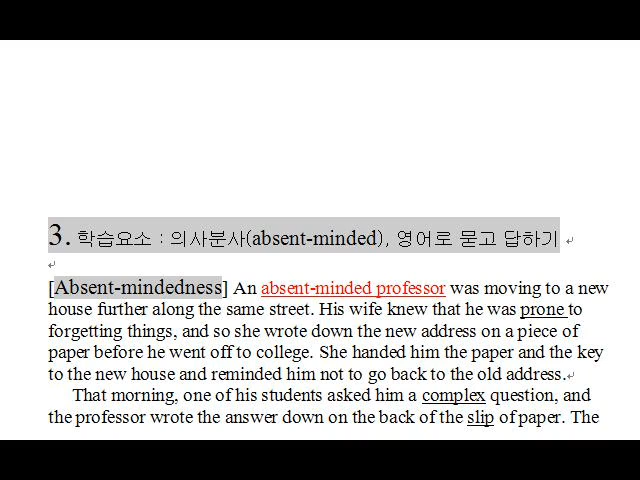 3. 학습요소 : 의사분사(absent-minded), 영어로 묻고 답하기
[Absent-mindedness] An absent-minded professor was moving to a new
house further along the same street. His wife knew that he was prone to
forgetting things, and so she wrote down the new address on a piece of
paper before he went off to college. She handed him the paper and the key
to the new house and reminded him not to go back to the old address.
That morning, one of his students asked him a complex question, and
the professor wrote the answer down on the back of the slip of paper. The